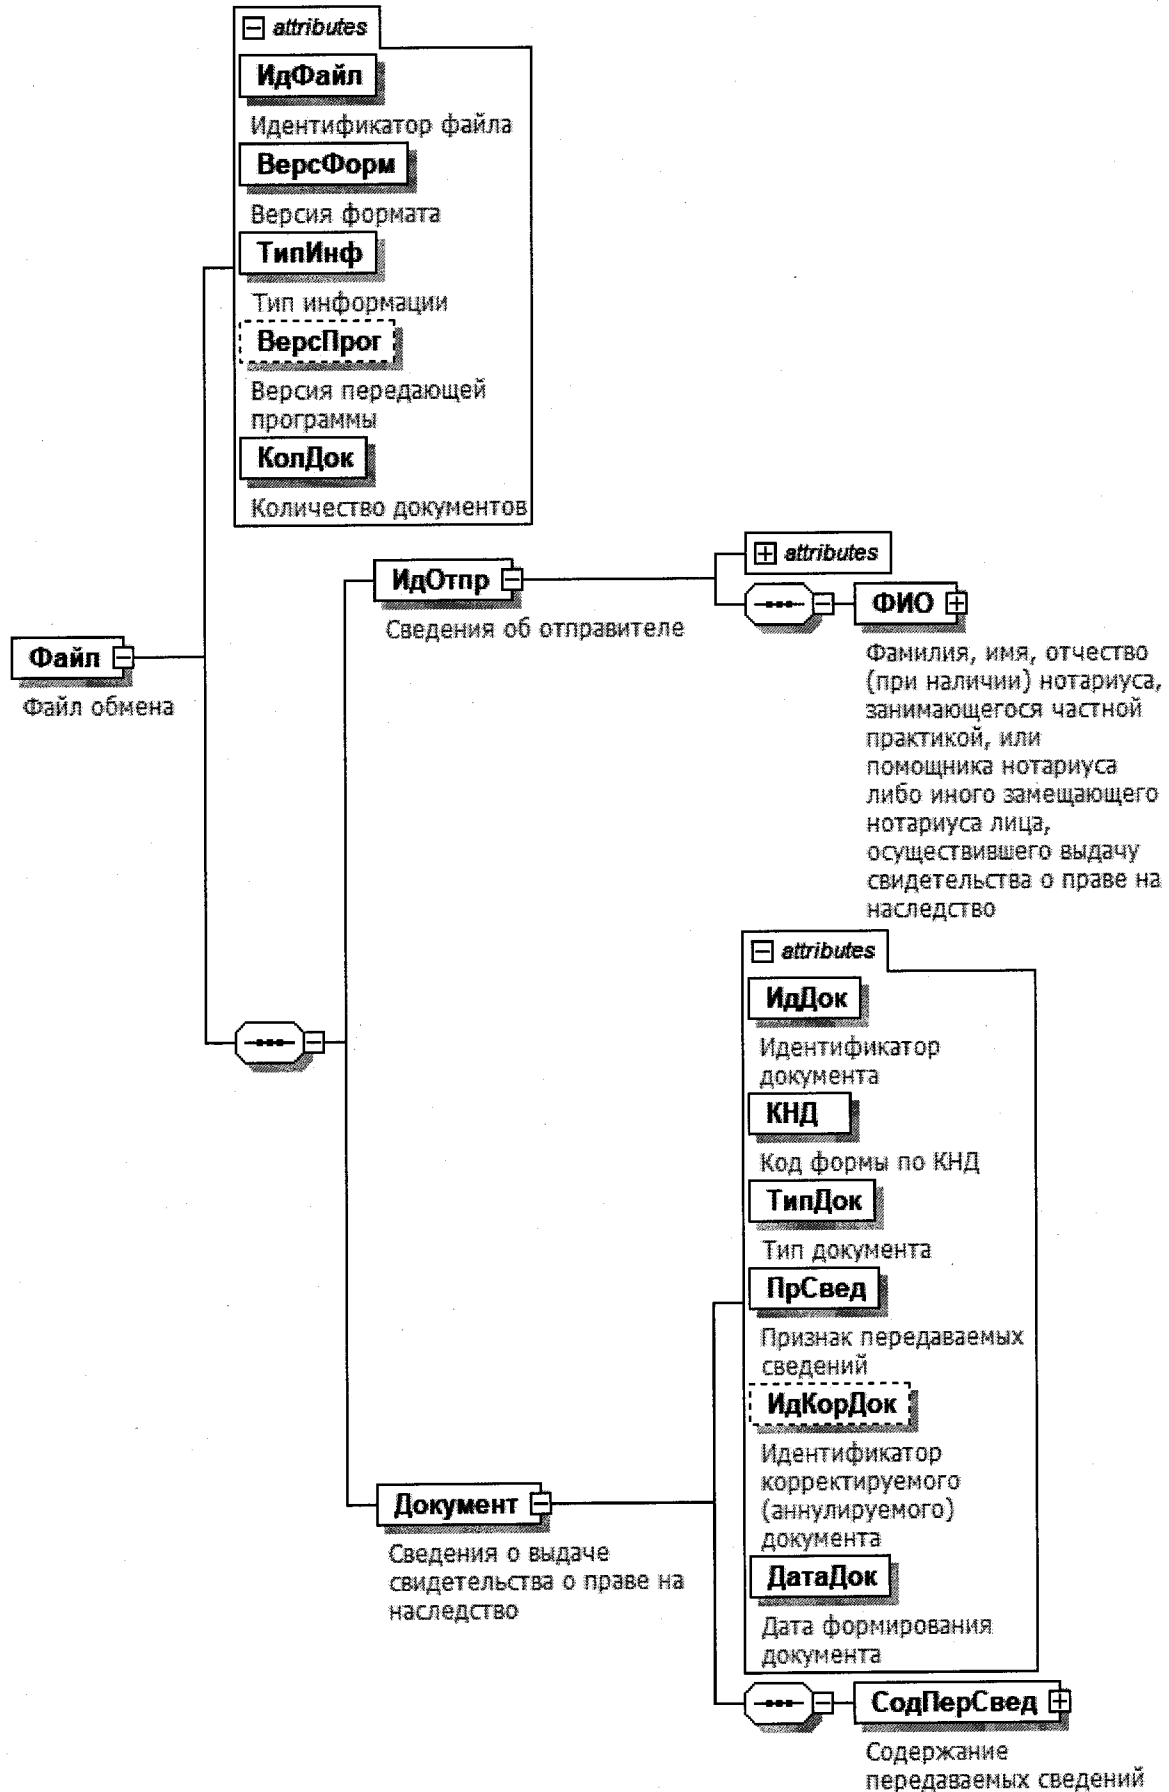 attributes
ИдФайл
Идентификатор файла
ВерсФорм
Версия формата
ТипИнф
Тип информации
ВерсПрог
Версия передающей
программы
КолДок
Количество документов
Файл
Файл обмена
ИдОтпр
Сведения об отправителе
attributes
ФИО
Фамилия, имя, отчество
(при наличии) нотариуса,
занимающегося частной
практикой, или
помощника нотариуса
либо иного замещающего
нотариуса лица,
осуществившего выдачу
свидетельства о праве на
наследство
Документ
Сведения о выдаче
свидетельства о праве на
наследство
attributes
ИдДок
Идентификатор
документа
КНД
Код формы по КНД
ТипДок
Тип документа
ПрСвед
Признак передаваемых
сведений
ИдКорДок
Идентификатор
корректируемого
(аннулируемого)
документа
ДатаДок
Дата формирования
документа
СодПерСвед
Содержание
передаваемых сведений